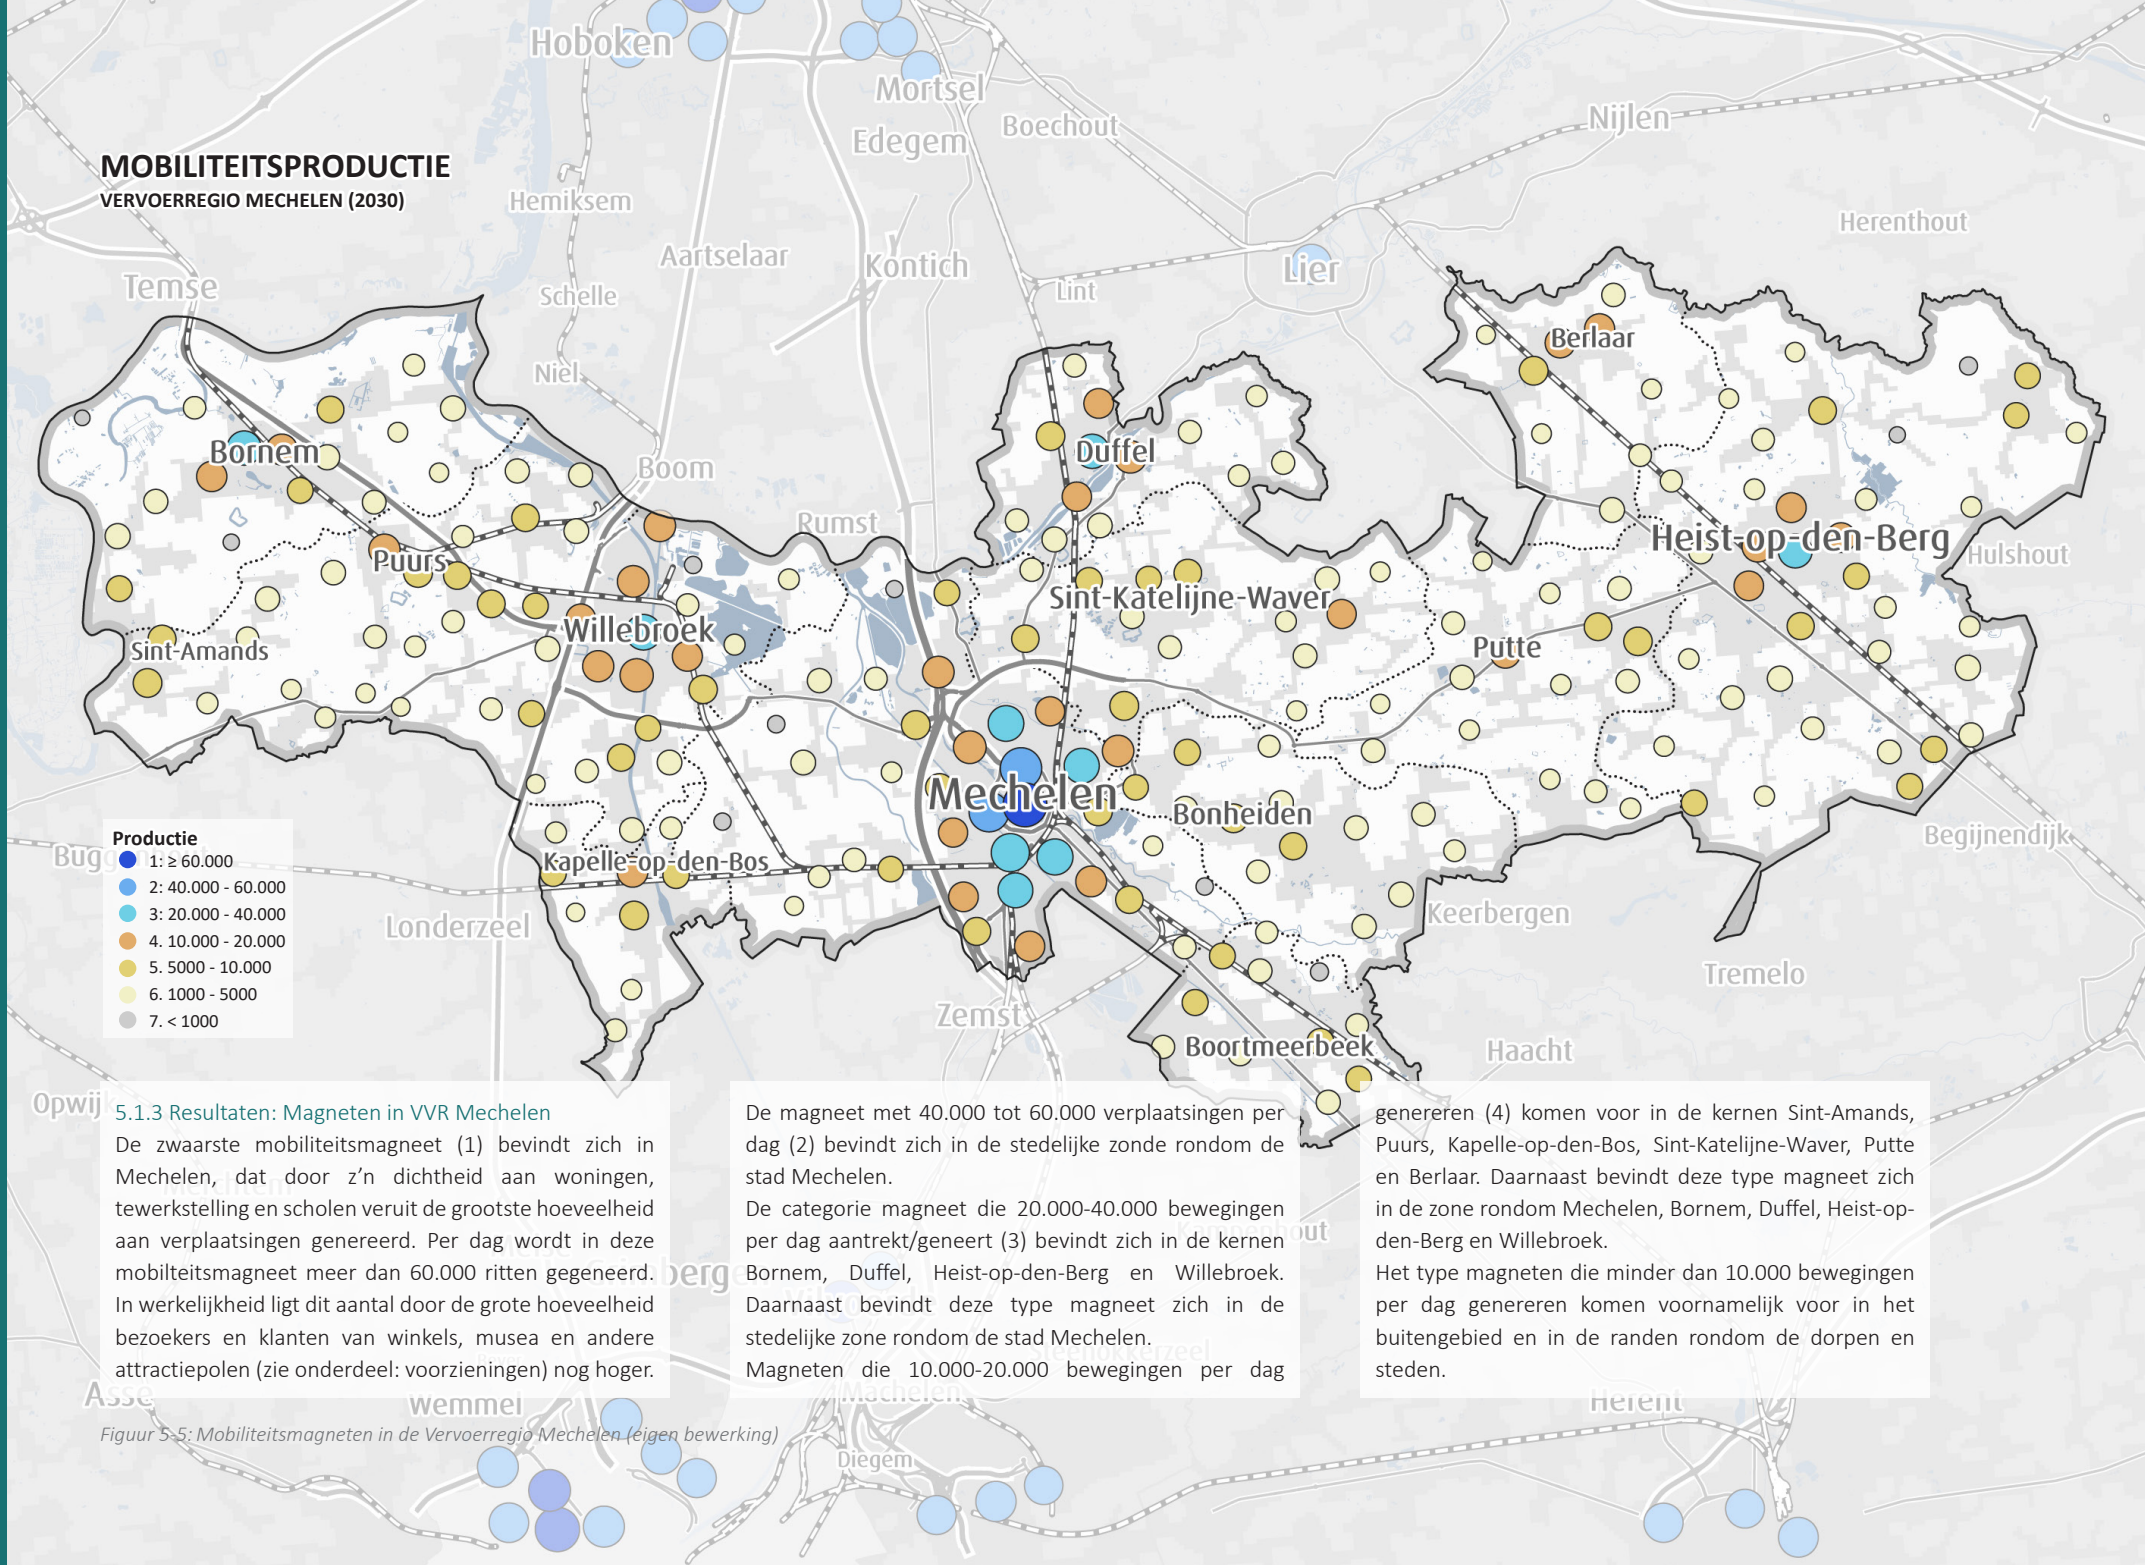 Hoboken
Mortsel
Edegem
Boechout
Nijlen
MOBILITEITSPRODUCTIE
VERVOERREGIO MECHELEN (2030)
Hemiksem
Herenthout
Aartselaar
Kontich
Lier
Temse
Schelle
Lint
Berlaar
Niel
Bornem
Duffel
Boom
Rumst
Heist-op-den-Berg
Hulshout
Puurs
Sint-Katelijne-Waver
Willebroek
Sint-Amands
Putte
Mechelen
Bonheiden
Begijnendijk
Productie
1: ≥ 60.000
2: 40.000 - 60.000
3: 20.000 - 40.000
4. 10.000 - 20.000
5. 5000 - 10.000
6. 1000 - 5000
7. < 1000
Kapelle-op-den-Bos
Londerzeel
Keerbergen
Tremelo
Zemst
Boortmeerbeek
Haacht
Opwijk
5.1.3 Resultaten: Magneten in VVR Mechelen
De zwaarste mobiliteitsmagneet (1) bevindt zich in
Mechelen, dat door z’n dichtheid aan woningen,
tewerkstelling en scholen veruit de grootste hoeveelheid
aan verplaatsingen genereerd. Per dag wordt in deze
mobilteitsmagneet meer dan 60.000 ritten gegenereerd.
In werkelijkheid ligt dit aantal door de grote hoeveelheid
bezoekers en klanten van winkels, musea en andere
attractiepolen (zie onderdeel: voorzieningen) nog hoger.
De magneet met 40.000 tot 60.000 verplaatsingen per
dag (2) bevindt zich in de stedelijke zonde rondom de
stad Mechelen.
De categorie magneet die 20.000-40.000 bewegingen
per dag aantrekt/geneert (3) bevindt zich in de kernen
Bornem, Duffel, Heist-op-den-Berg en Willebroek.
Daarnaast bevindt deze type magneet zich in de
stedelijke zone rondom de stad Mechelen.
Magneten die 10.000-20.000 bewegingen per dag
genereren (4) komen voor in de kernen Sint-Amands,
Puurs, Kapelle-op-den-Bos, Sint-Katelijne-Waver, Putte
en Berlaar. Daarnaast bevindt deze type magneet zich
in de zone rondom Mechelen, Bornem, Duffel, Heist-op-
den-Berg en Willebroek.
Het type magneten die minder dan 10.000 bewegingen
per dag genereren komen voornamelijk voor in het
buitengebied en in de randen rondom de dorpen en
steden.
Kampenhout
Steenokkerzeel
Asse
Wemmel
Machelen
Herent
Figuur 5-5: Mobiliteitsmagneten in de Vervoerregio Mechelen (eigen bewerking)
Diegem